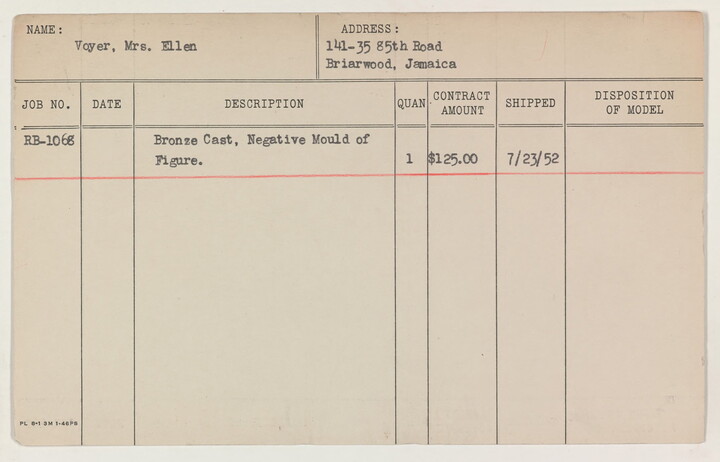 NAME: ADDRESS:
Voyer, Mrs. Ellen 141-35 85th Road
Briarwood, Jamaica
JOB NO. DATE DESCRIPTION QUAN. CONTRACT AMOUNT SHIPPED DISPOSITION OF MODEL
RB-1068 Bronze Cast, Negative Mould of
Figure. 1 $125.00 7/23/52
PL 8-1 3M 1-46PB